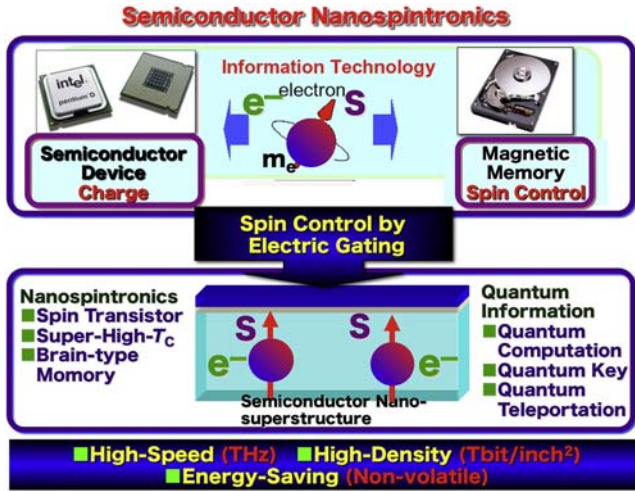 Semiconductor Nanospintronics
intel
pentium D
Information Technology
electron
e⁻
S
mₑ
Semiconductor
Device
Charge
Magnetic
Memory
Spin Control
Spin Control by
Electric Gating
Nanospintronics
■Spin Transistor
■Super-High-T_C
■Brain-type
Momory
S
S
e⁻
e⁻
Semiconductor Nano-
superstructure
Quantum
Information
■Quantum
Computation
■Quantum Key
■Quantum
Teleportation
■High-Speed (THz) ■High-Density (Tbit/inch²)
■Energy-Saving (Non-volatile)